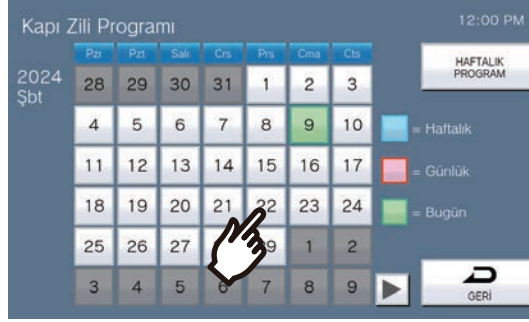 Kapı Zili Programı
12:00 PM
Pzr Pzt Salı Crs Prs Cma Cts
HAFTALIK
PROGRAM
2024
Şbt
28 29 30 31 1 2 3
4 5 6 7 8 9 10
= Haftalık
11 12 13 14 15 16 17
= Günlük
18 19 20 21 22 23 24
= Bugün
25 26 27 1 2
3 4 5 6 7 8 9
GERİ